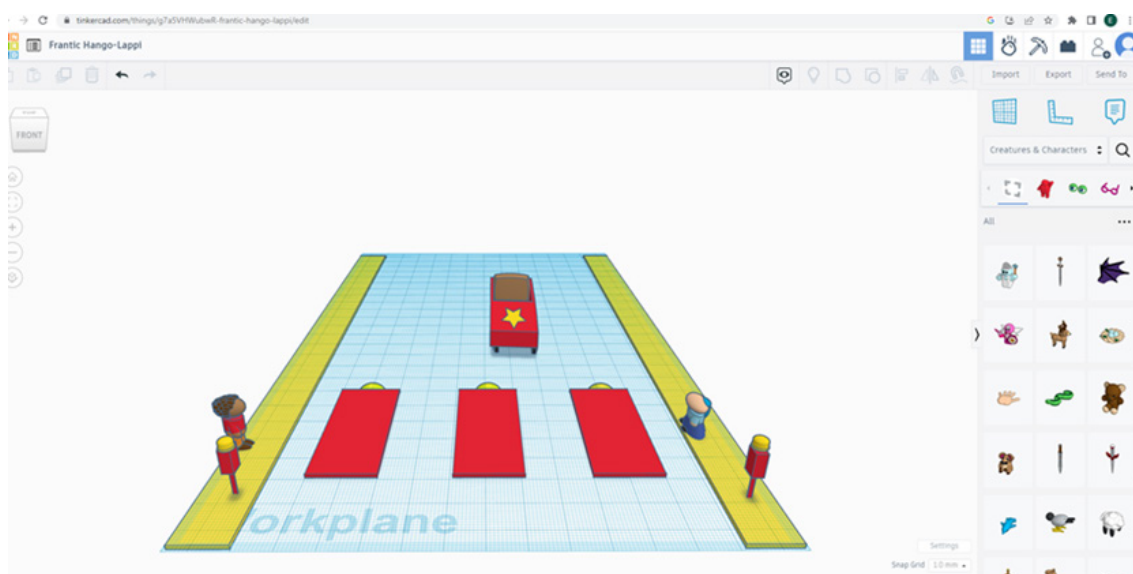 tinkercad.com/things/g7a5VHWubwR-frantic-hango-lappi/edit
Frantic Hango-Lappi
Import Export Send To
FRONT
Creatures & Characters
All
Workplane
Settings
Snap Grid 1.0 mm